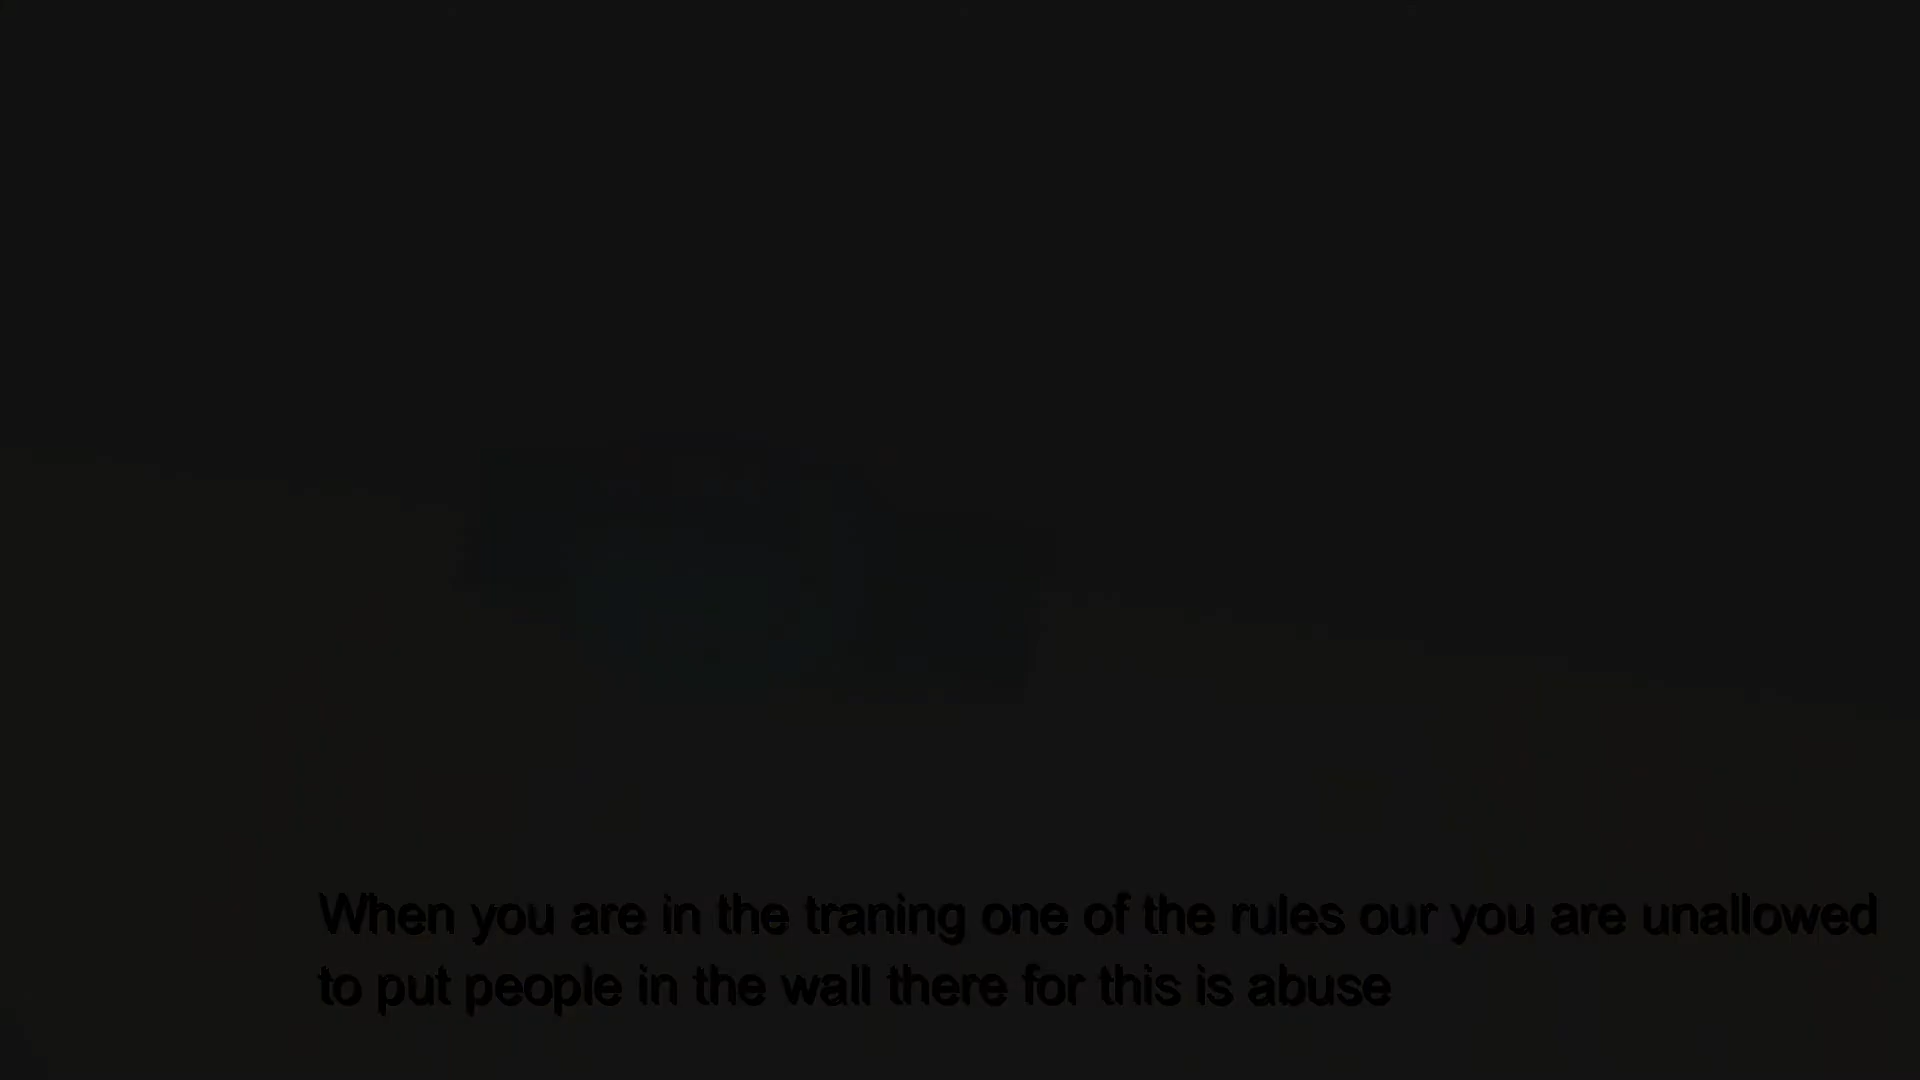 When you are in the traning one of the rules our you are unallowed
to put people in the wall there for this is abuse